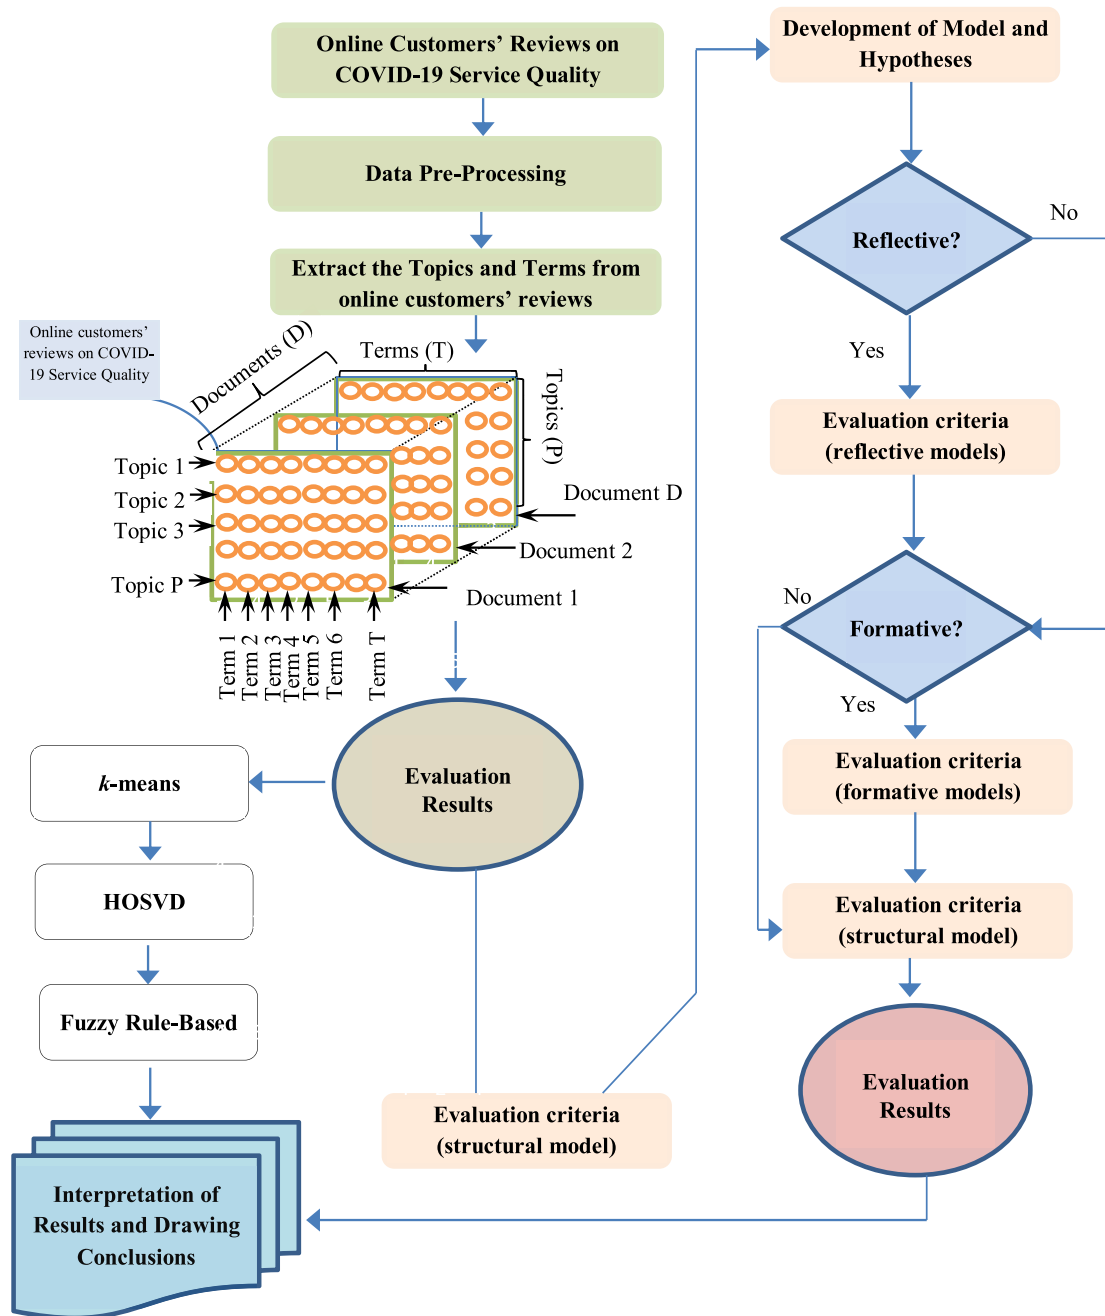 Online Customers’ Reviews on
COVID-19 Service Quality
Data Pre-Processing
Extract the Topics and Terms from
online customers’ reviews
Online customers’
reviews on COVID-
19 Service Quality
Documents (D)
Terms (T)
Topics (P)
Topic 1
Topic 2
Topic 3
Topic P
Document D
Document 2
Document 1
Term 1
Term 2
Term 3
Term 4
Term 5
Term 6
Term T
Evaluation
Results
k-means
HOSVD
Fuzzy Rule-Based
Evaluation criteria
(structural model)
Interpretation of
Results and Drawing
Conclusions
Development of Model and
Hypotheses
Reflective?
No
Yes
Evaluation criteria
(reflective models)
No
Formative?
Yes
Evaluation criteria
(formative models)
Evaluation criteria
(structural model)
Evaluation
Results